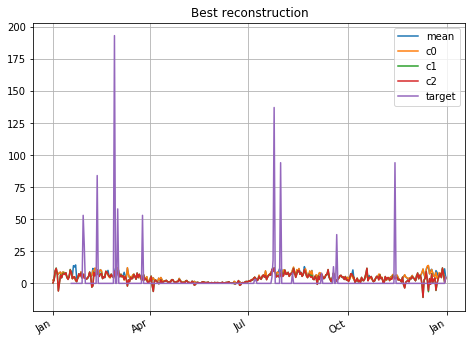 Best reconstruction
200
175
150
125
100
75
50
25
0
mean
c0
c1
c2
target
Jan
Apr
Jul
Oct
Jan